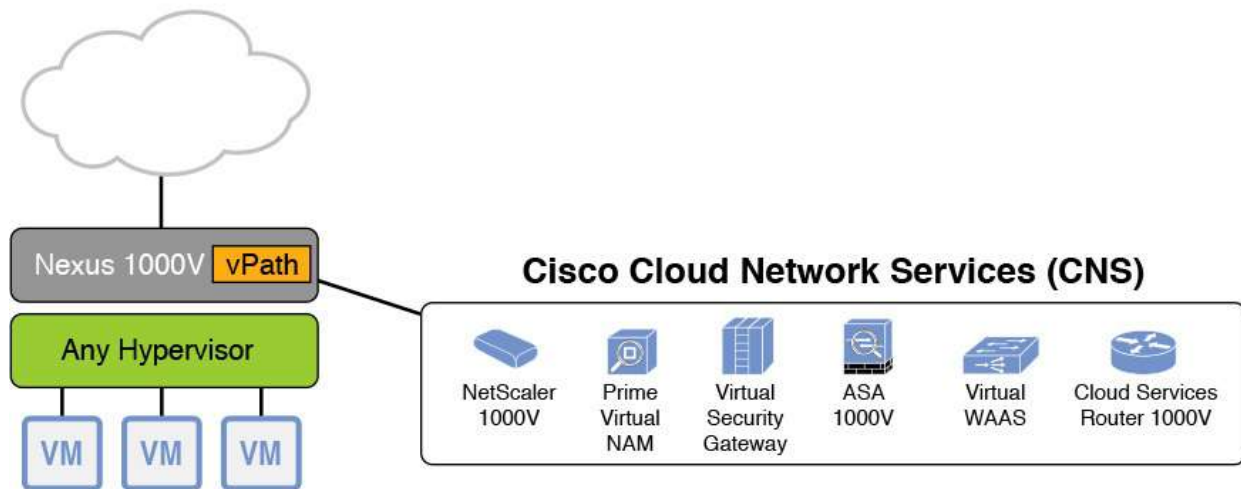 Nexus 1000V vPath
Any Hypervisor
VM VM VM
Cisco Cloud Network Services (CNS)
NetScaler
1000V
Prime
Virtual
NAM
Virtual
Security
Gateway
ASA
1000V
Virtual
WAAS
Cloud Services
Router 1000V